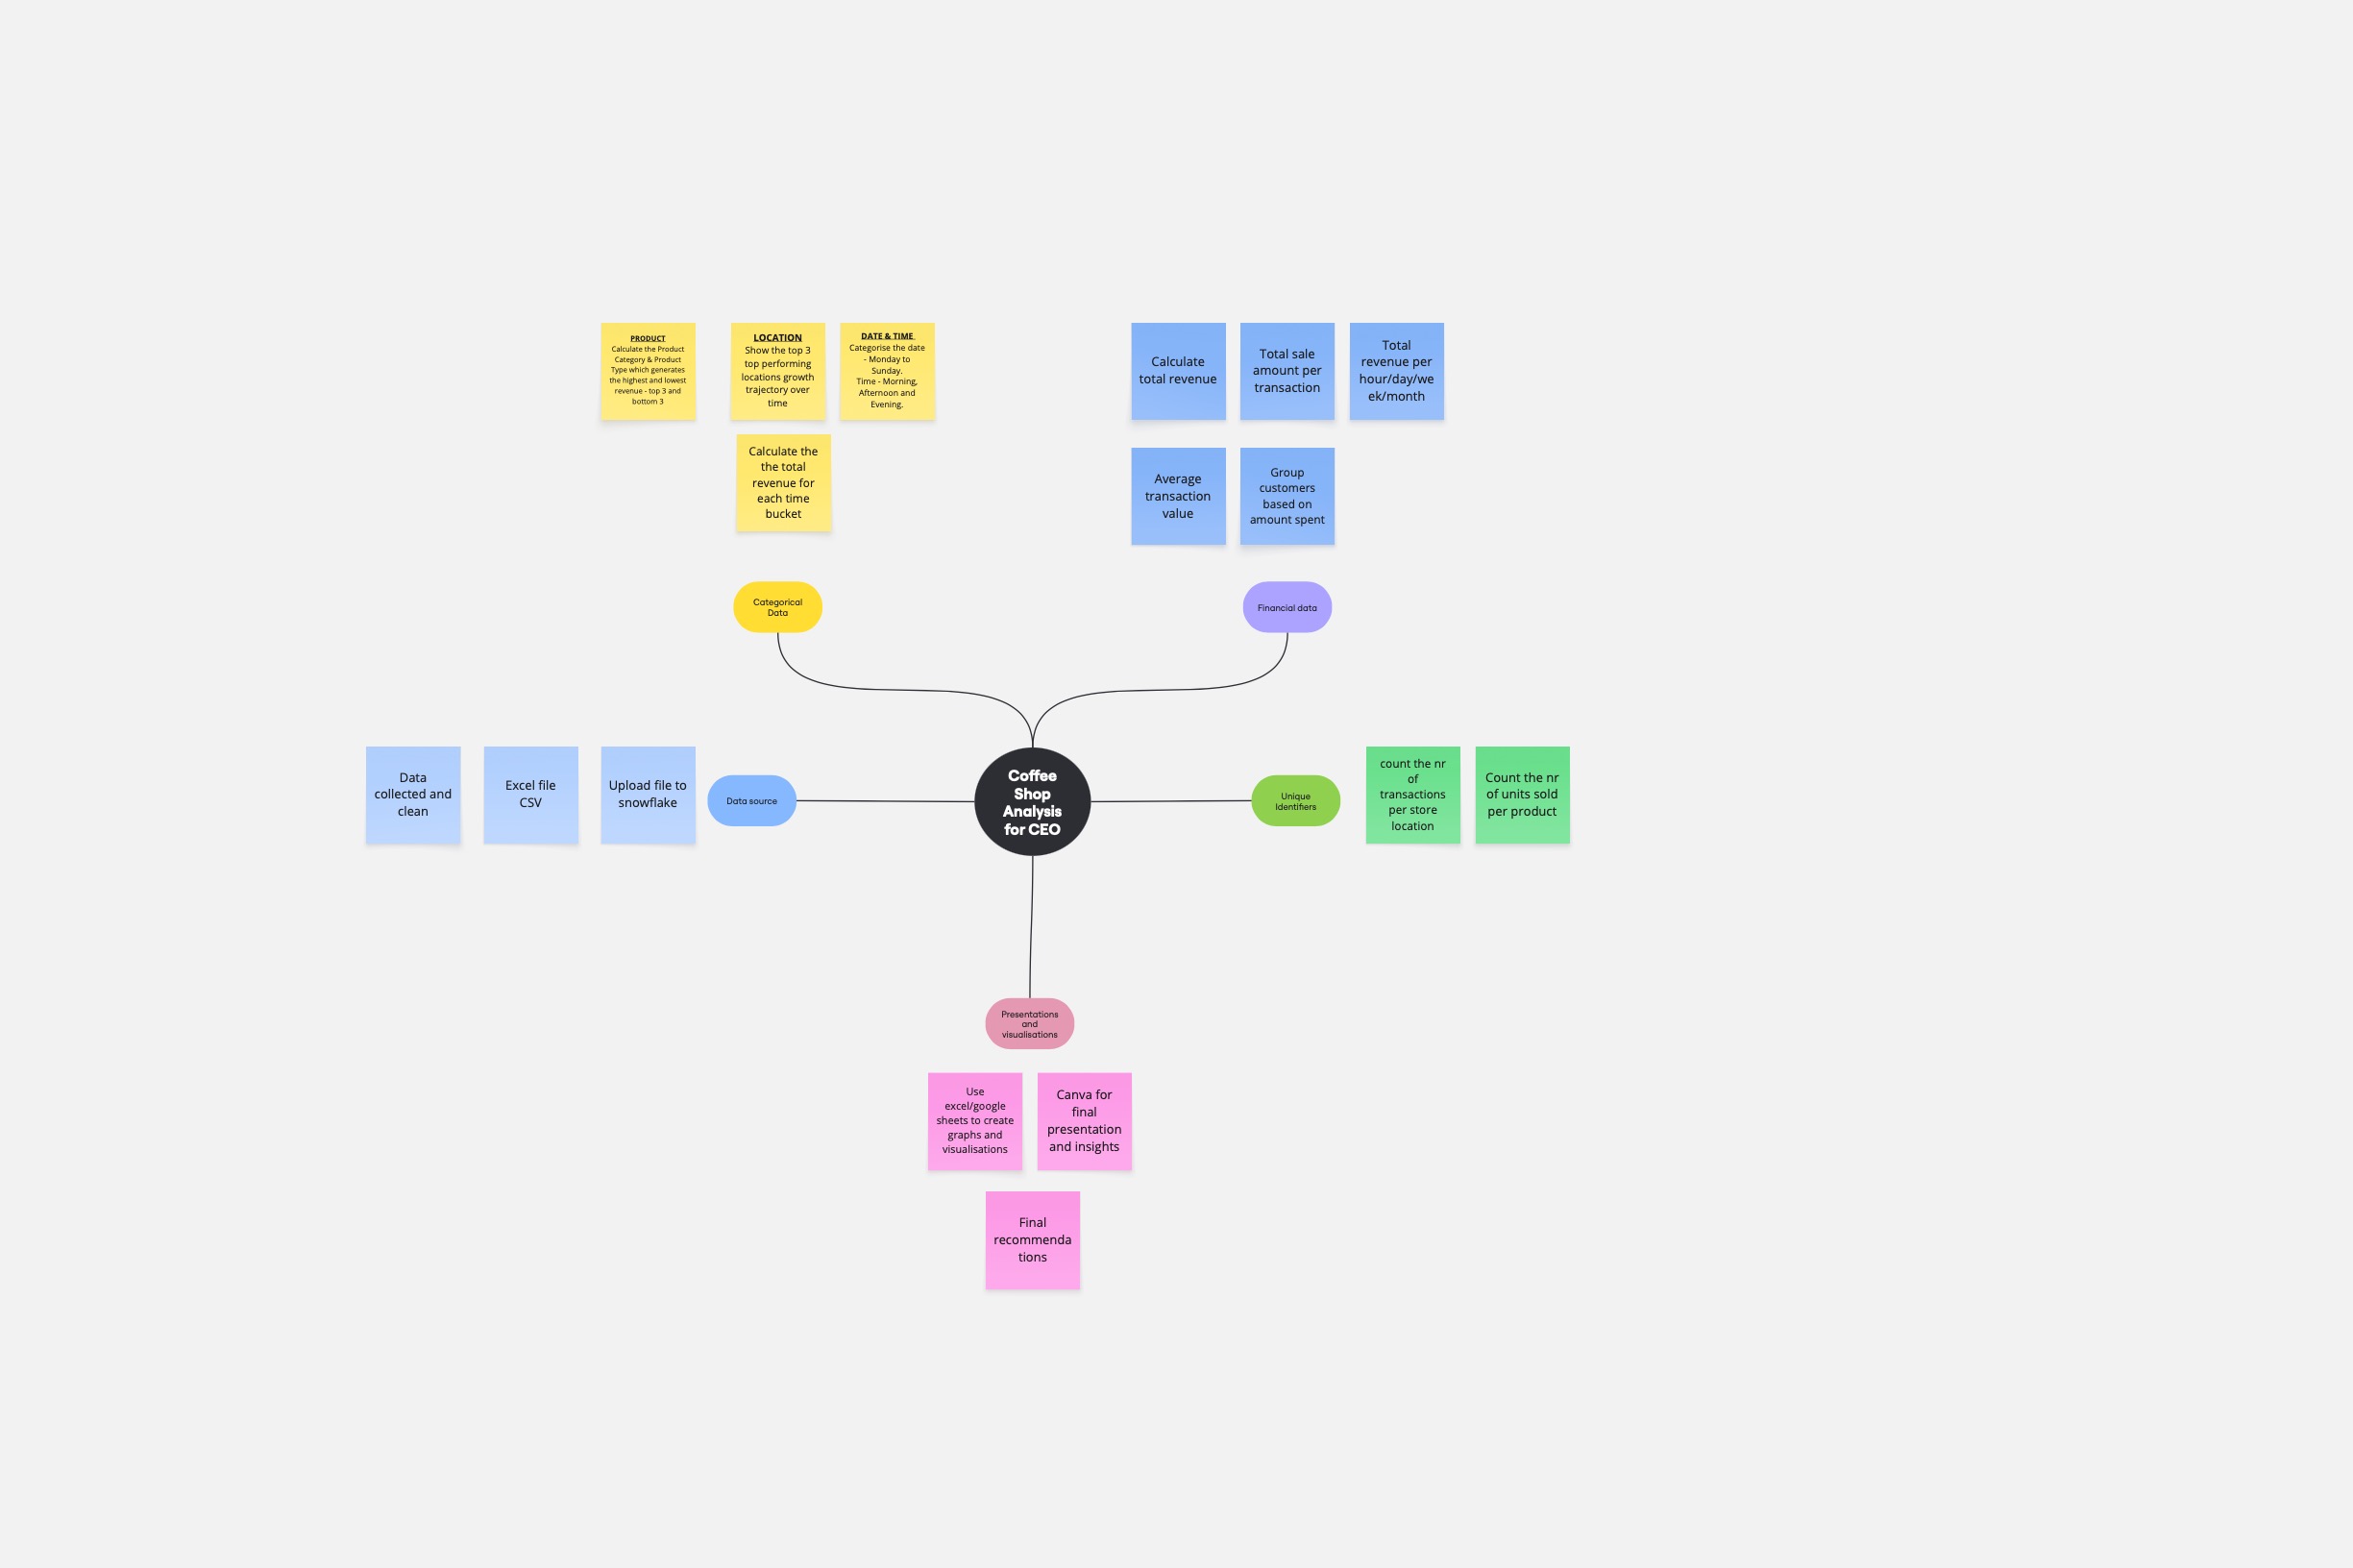 PRODUCT
Calculate the Product
Category & Product
Type which generates
the highest and lowest
revenue - top 3 and
bottom 3
LOCATION
Show the top 3
top performing
locations growth
trajectory over
time
DATE & TIME
Categorise the date
- Monday to
Sunday.
Time - Morning,
Afternoon and
Evening.
Calculate the
the total
revenue for
each time
bucket
Calculate
total revenue
Total sale
amount per
transaction
Total
revenue per
hour/day/we
ek/month
Average
transaction
value
Group
customers
based on
amount spent
Categorical
Data
Financial data
Data
collected and
clean
Excel file
CSV
Upload file to
snowflake
Data source
Coffee
Shop
Analysis
for CEO
Unique
Identifiers
count the nr
of
transactions
per store
location
Count the nr
of units sold
per product
Presentations
and
visualisations
Use
excel/google
sheets to create
graphs and
visualisations
Canva for
final
presentation
and insights
Final
recommenda
tions